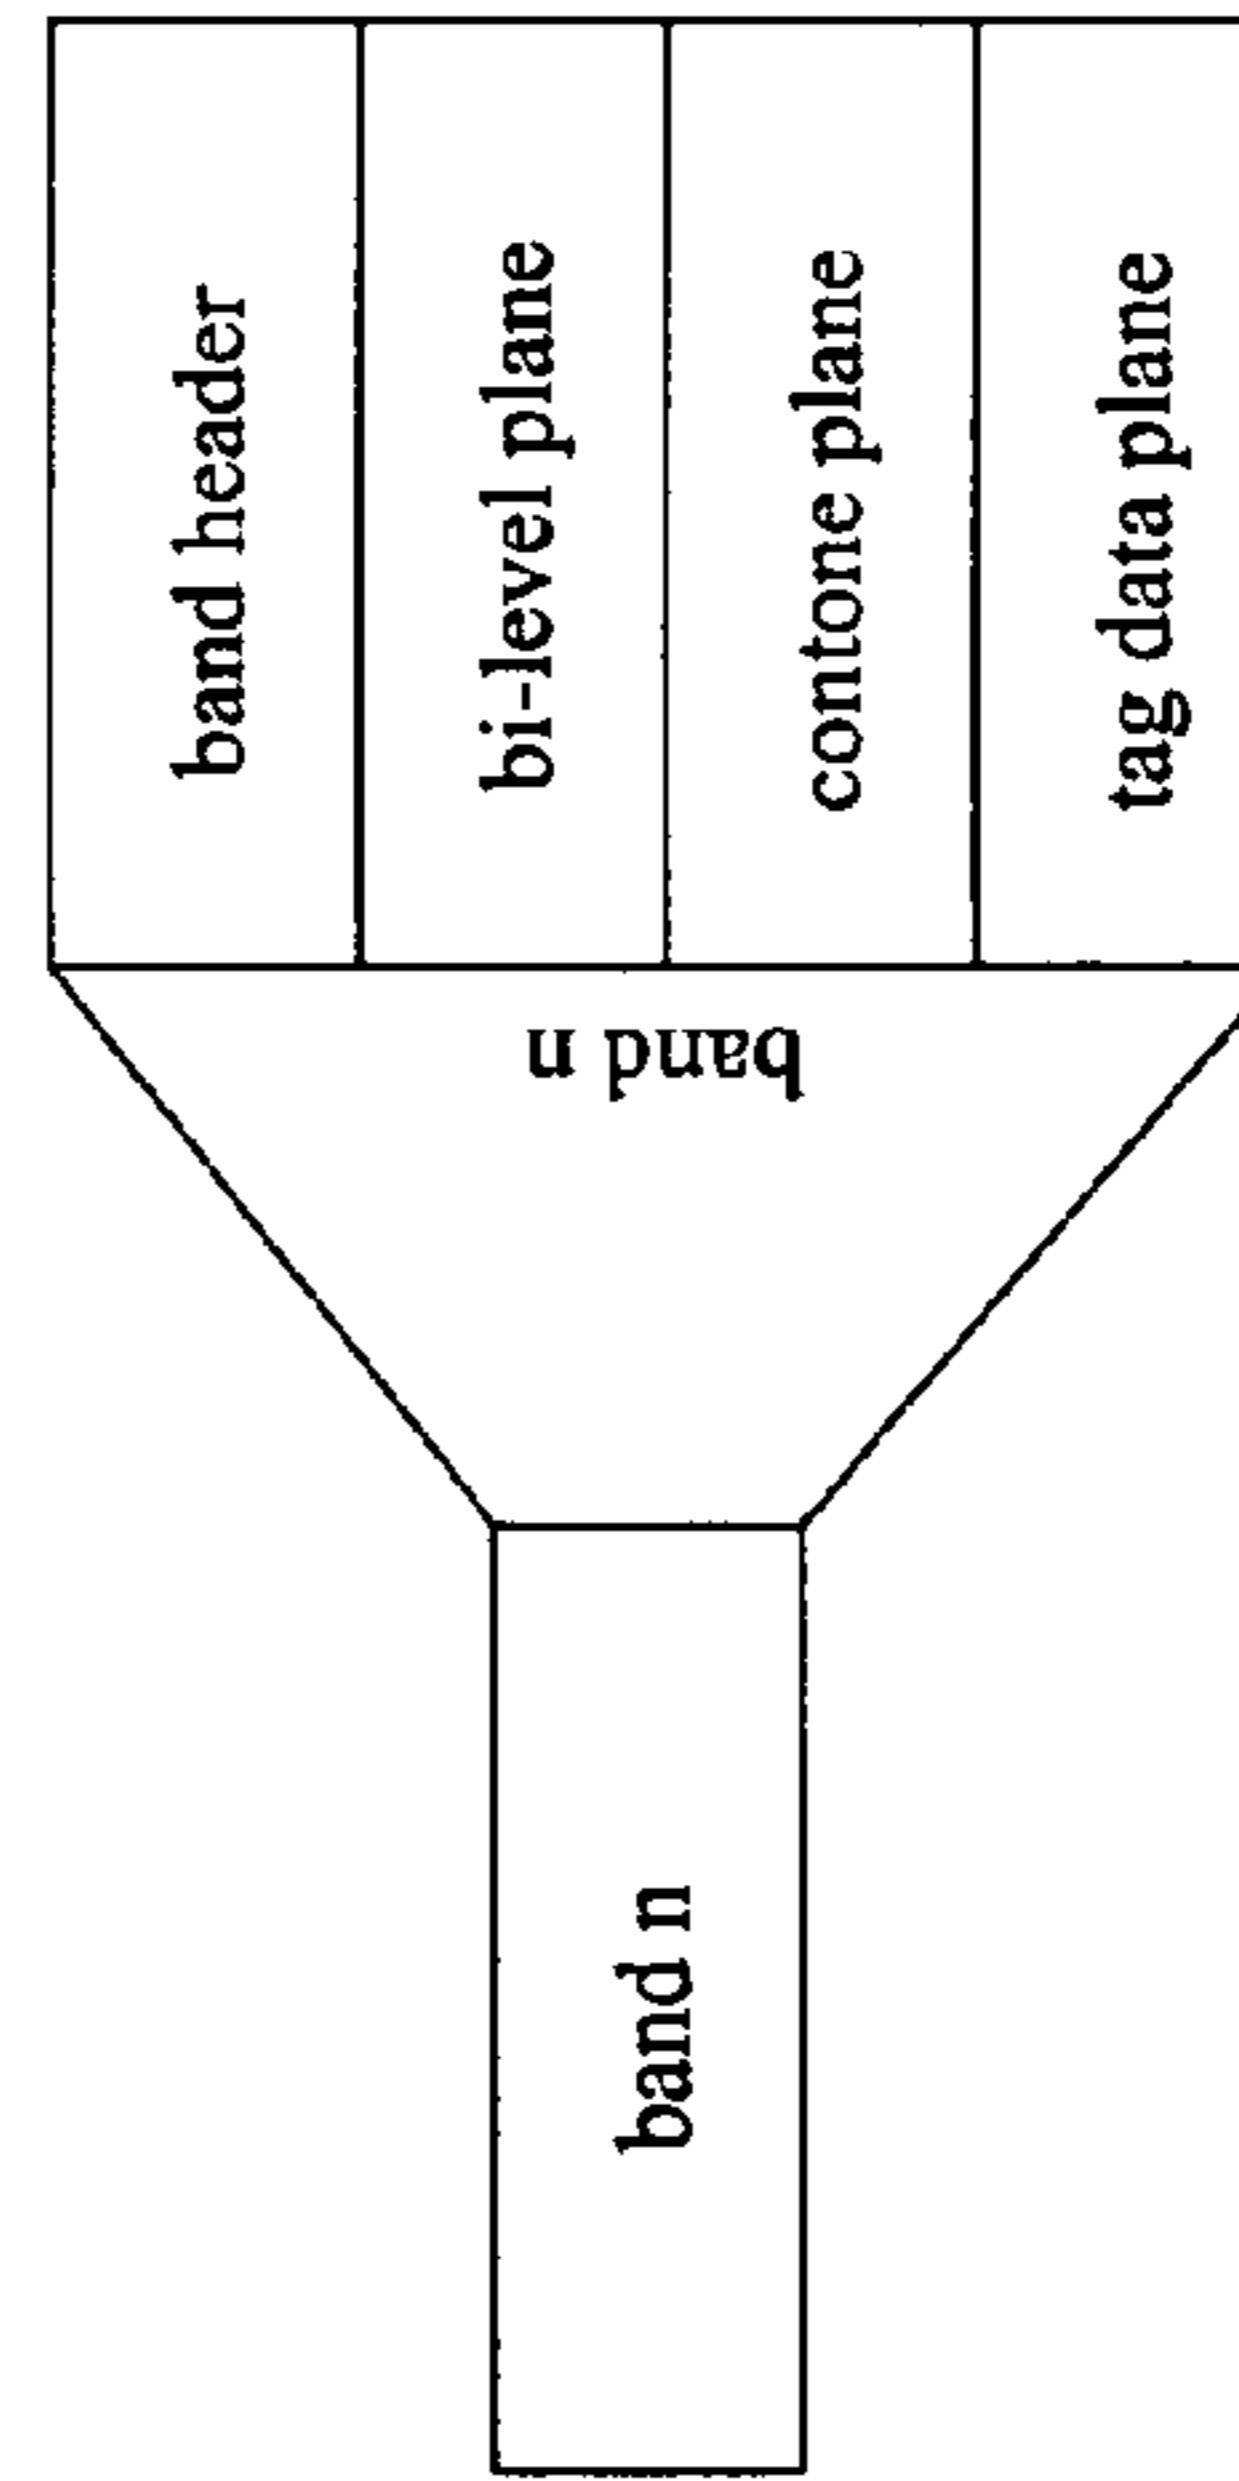 band header
bi-level plane
contone plane
tag data plane
band n
band n